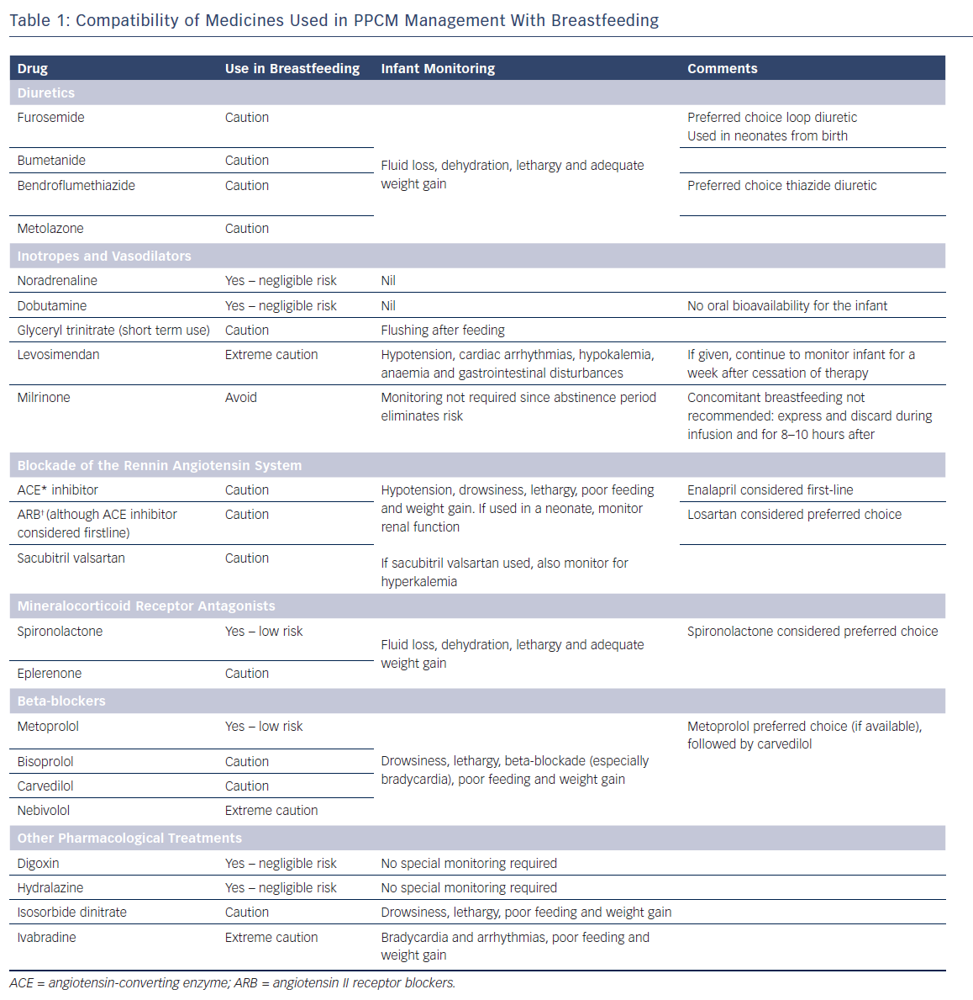 Table 1: Compatibility of Medicines Used in PPCM Management With Breastfeeding
Drug Use in Breastfeeding Infant Monitoring Comments
Diuretics
Furosemide Caution Preferred choice loop diuretic
Used in neonates from birth
Bumetanide Caution
Fluid loss, dehydration, lethargy and adequate
weight gain
Bendroflumethiazide Caution Preferred choice thiazide diuretic
Metolazone Caution
Inotropes and Vasodilators
Noradrenaline Yes – negligible risk Nil
Dobutamine Yes – negligible risk Nil No oral bioavailability for the infant
Glyceryl trinitrate (short term use) Caution Flushing after feeding
Levosimendan Extreme caution Hypotension, cardiac arrhythmias, hypokalemia, If given, continue to monitor infant for a
anaemia and gastrointestinal disturbances week after cessation of therapy
Milrinone Avoid Monitoring not required since abstinence period Concomitant breastfeeding not
eliminates risk recommended: express and discard during
infusion and for 8–10 hours after
Blockade of the Rennin Angiotensin System
ACE* inhibitor Caution Hypotension, drowsiness, lethargy, poor feeding Enalapril considered first-line
and weight gain. If used in a neonate, monitor
renal function
ARB† (although ACE inhibitor Caution Losartan considered preferred choice
considered firstline)
Sacubitril valsartan Caution
If sacubitril valsartan used, also monitor for
hyperkalemia
Mineralocorticoid Receptor Antagonists
Spironolactone Yes – low risk Spironolactone considered preferred choice
Fluid loss, dehydration, lethargy and adequate
weight gain
Eplerenone Caution
Beta-blockers
Metoprolol Yes – low risk Metoprolol preferred choice (if available),
followed by carvedilol
Bisoprolol Caution Drowsiness, lethargy, beta-blockade (especially
bradycardia), poor feeding and weight gain
Carvedilol Caution
Nebivolol Extreme caution
Other Pharmacological Treatments
Digoxin Yes – negligible risk No special monitoring required
Hydralazine Yes – negligible risk No special monitoring required
Isosorbide dinitrate Caution Drowsiness, lethargy, poor feeding and weight gain
Ivabradine Extreme caution Bradycardia and arrhythmias, poor feeding and
weight gain
ACE = angiotensin-converting enzyme; ARB = angiotensin II receptor blockers.